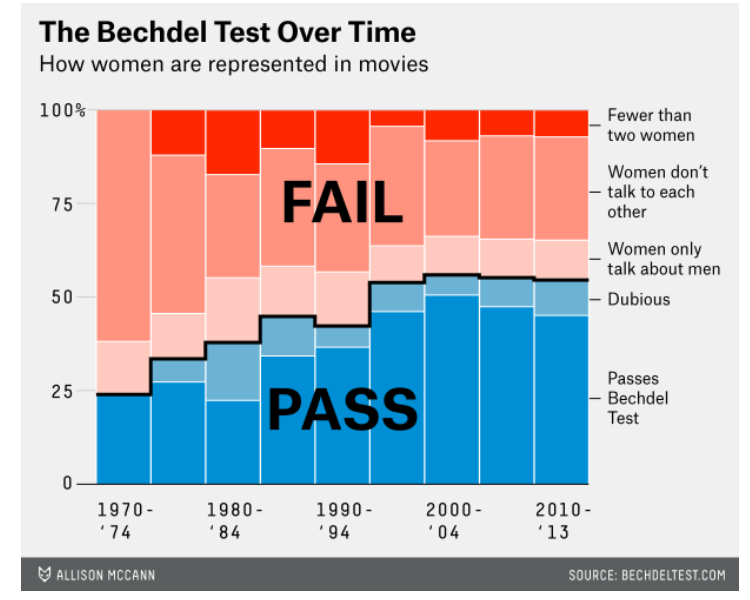 The Bechdel Test Over Time
How women are represented in movies
100%
75
50
25
0
FAIL
PASS
Fewer than
two women
Women don't
talk to each
other
Women only
talk about men
Dubious
Passes
Bechdel
Test
1970-
'74
1980-
'84
1990-
'94
2000-
'04
2010-
'13
ALLISON MCCANN
SOURCE: BECHDELTEST.COM